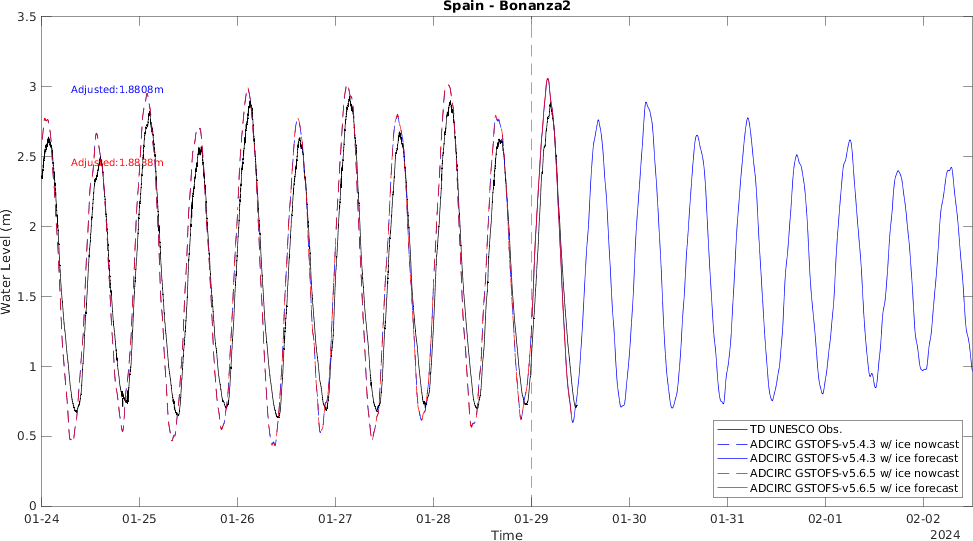 Spain - Bonanza2
3.5
3
2.5
2
1.5
1
0.5
0
Water Level (m)
Adjusted:1.8808m
Adjusted:1.8838m
TD UNESCO Obs.
ADCIRC GSTOFS-v5.4.3 w/ ice nowcast
ADCIRC GSTOFS-v5.4.3 w/ ice forecast
ADCIRC GSTOFS-v5.6.5 w/ ice nowcast
ADCIRC GSTOFS-v5.6.5 w/ ice forecast
01-24 01-25 01-26 01-27 01-28 01-29 01-30 01-31 02-01 02-02
Time
2024